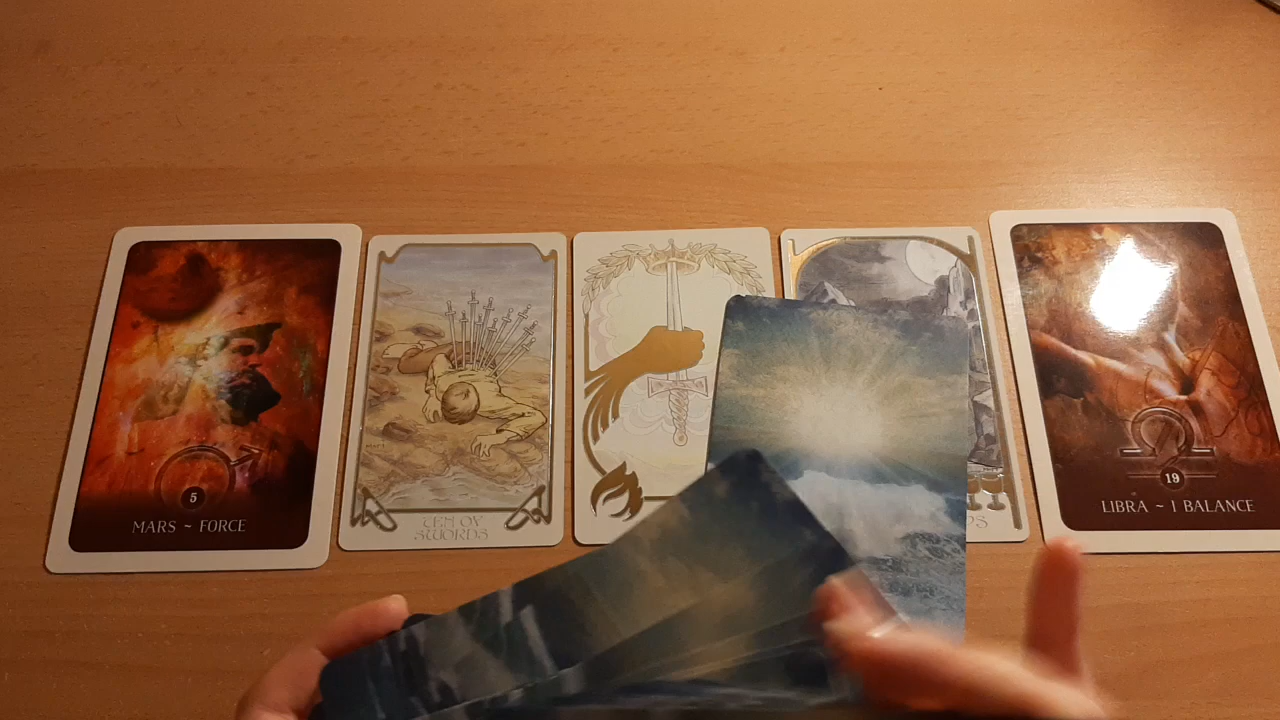 5
MARS ~ FORCE
TEN OF
SWORDS
19
LIBRA ~ I BALANCE